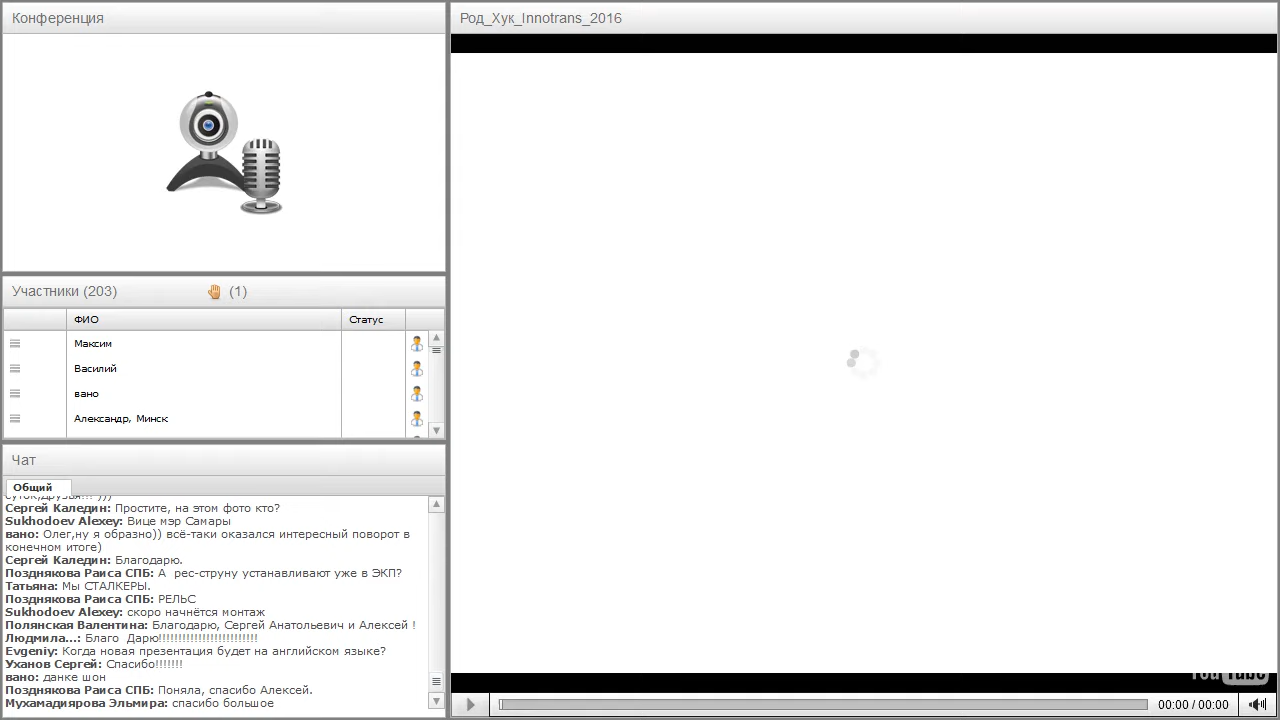 Конференция
Род_Хук_Innotrans_2016
Участники (203) (1)
ФИО Статус
Максим
Василий
вано
Александр, Минск
Чат
Общий
суток,друзья!!! )))
Сергей Каледин: Простите, на этом фото кто?
Sukhodoev Alexey: Вице мэр Самары
вано: Олег,ну я образно)) всё-таки оказался интересный поворот в
конечном итоге)
Сергей Каледин: Благодарю.
Позднякова Раиса СПБ: А рес-струну устанавливают уже в ЭКП?
Татьяна: Мы СТАЛКЕРЫ.
Позднякова Раиса СПБ: РЕЛЬС
Sukhodoev Alexey: скоро начнётся монтаж
Полянская Валентина: Благодарю, Сергей Анатольевич и Алексей !
Людмила...: Благо Дарю!!!!!!!!!!!!!!!!!!!!!!!!!
Evgeniy: Когда новая презентация будет на английском языке?
Уханов Сергей: Спасибо!!!!!!!
вано: данке шон
Позднякова Раиса СПБ: Поняла, спасибо Алексей.
Мухамадиярова Эльмира: спасибо большое
YouTube
00:00 / 00:00